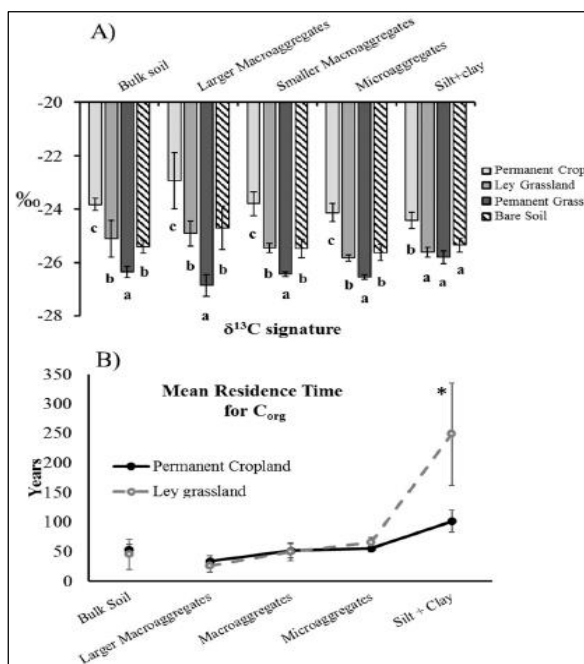 A)
Bulk soil
Larger Macroaggregates
Smaller Macroaggregates
Microaggregates
Silt+clay
-20
-22
-24
-26
-28
‰
c
b
a
b
c
b
a
b
c
b
a
b
c
b
a
b
b
a
a
a
Permanent Crop
Ley Grassland
Pemanent Grass
Bare Soil
δ¹³C signature
B)
Mean Residence Time
for Corg
350
300
250
200
150
100
50
0
Years
Permanent Cropland
Ley grassland
*
Bulk Soil
Larger Macroaggregates
Macroaggregates
Microaggregates
Silt + Clay